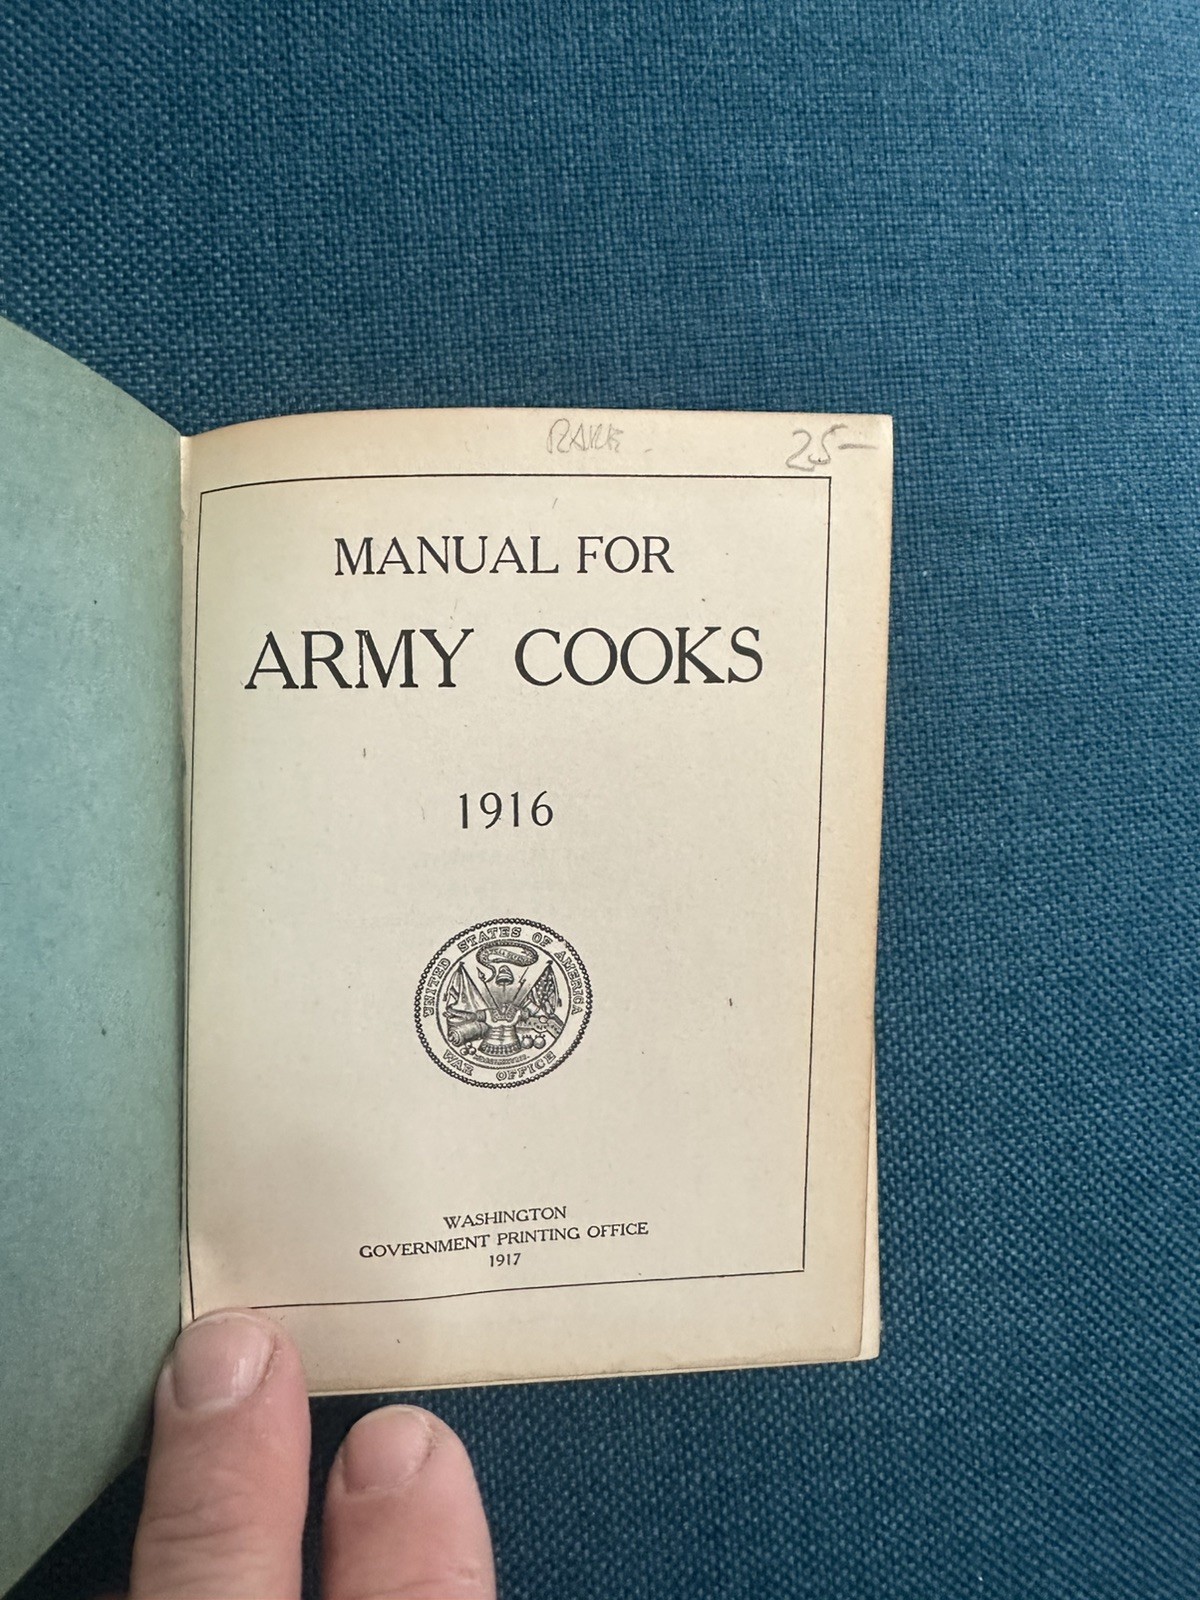 RARE. 25-
MANUAL FOR
ARMY COOKS
1916
UNITED STATES OF AMERICA
WAR OFFICE
WASHINGTON
GOVERNMENT PRINTING OFFICE
1917